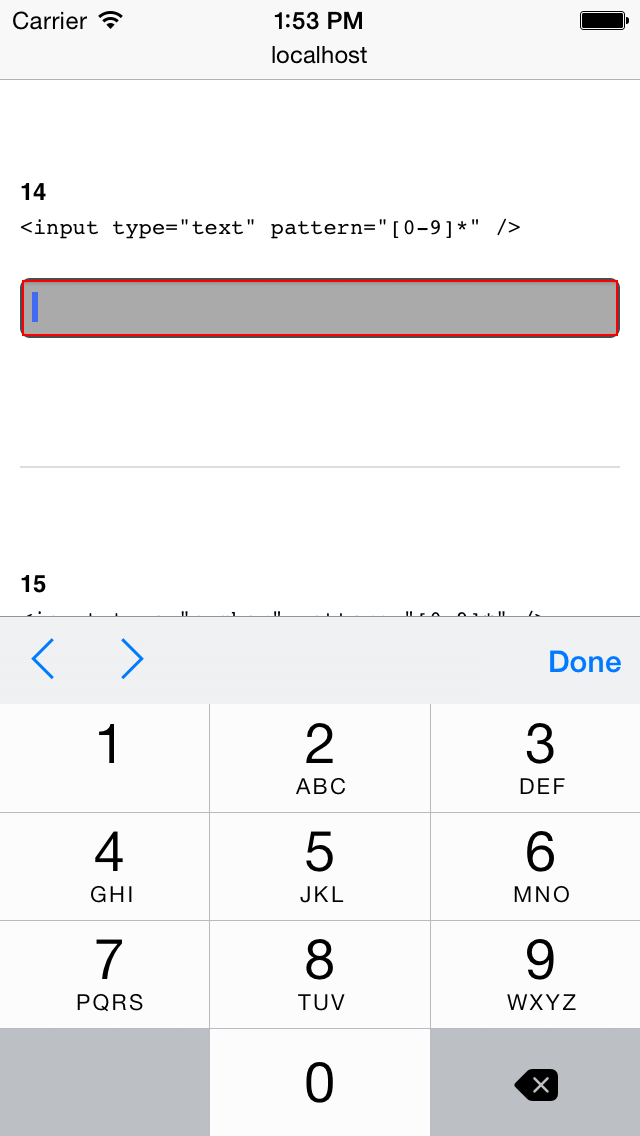 Carrier 1:53 PM
localhost
14
<input type="text" pattern="[0-9]*" />
15
Done
1 2 3
ABC DEF
4 5 6
GHI JKL MNO
7 8 9
PQRS TUV WXYZ
0